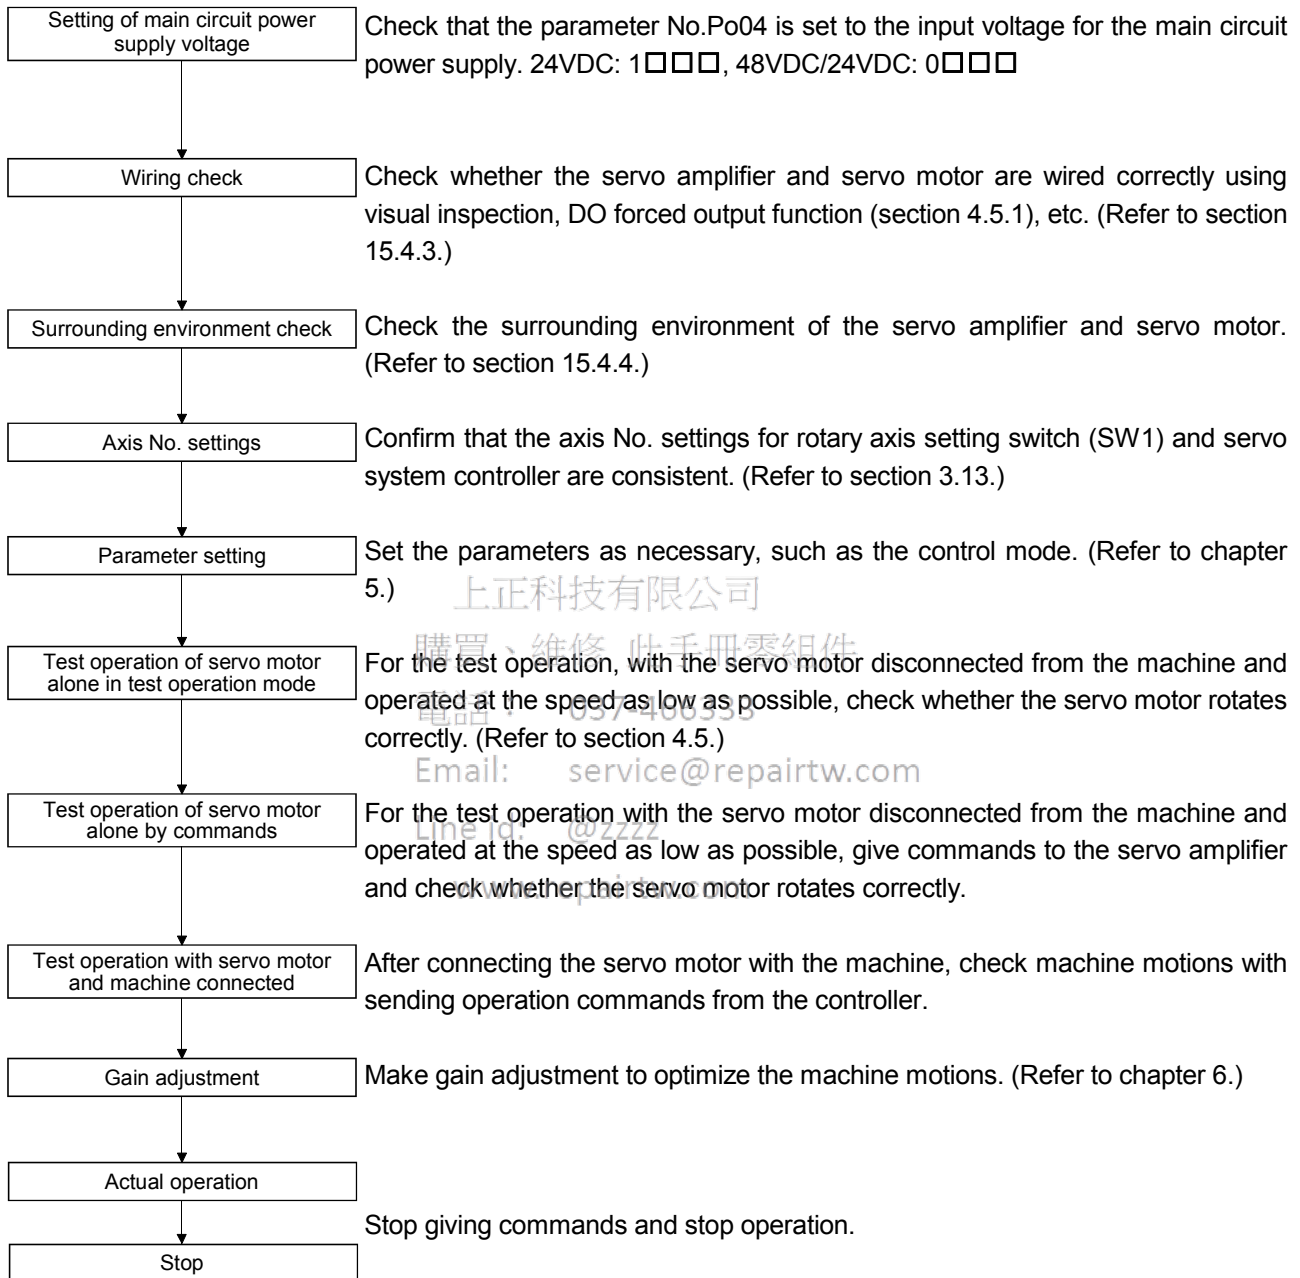 Setting of main circuit power
supply voltage
Check that the parameter No.Po04 is set to the input voltage for the main circuit
power supply. 24VDC: 1□□□, 48VDC/24VDC: 0□□□
Wiring check
Check whether the servo amplifier and servo motor are wired correctly using
visual inspection, DO forced output function (section 4.5.1), etc. (Refer to section
15.4.3.)
Surrounding environment check
Check the surrounding environment of the servo amplifier and servo motor.
(Refer to section 15.4.4.)
Axis No. settings
Confirm that the axis No. settings for rotary axis setting switch (SW1) and servo
system controller are consistent. (Refer to section 3.13.)
Parameter setting
Set the parameters as necessary, such as the control mode. (Refer to chapter
5.)
上正科技有限公司
購買、維修 此手冊零組件
Test operation of servo motor
alone in test operation mode
For the test operation, with the servo motor disconnected from the machine and
operated at the speed as low as possible, check whether the servo motor rotates
correctly. (Refer to section 4.5.)
電話: 037-466333
Email: service@repairtw.com
Test operation of servo motor
alone by commands
For the test operation with the servo motor disconnected from the machine and
operated at the speed as low as possible, give commands to the servo amplifier
and check whether the servo motor rotates correctly.
Line id: @zzzz
www.repairtw.com
Test operation with servo motor
and machine connected
After connecting the servo motor with the machine, check machine motions with
sending operation commands from the controller.
Gain adjustment
Make gain adjustment to optimize the machine motions. (Refer to chapter 6.)
Actual operation
Stop giving commands and stop operation.
Stop